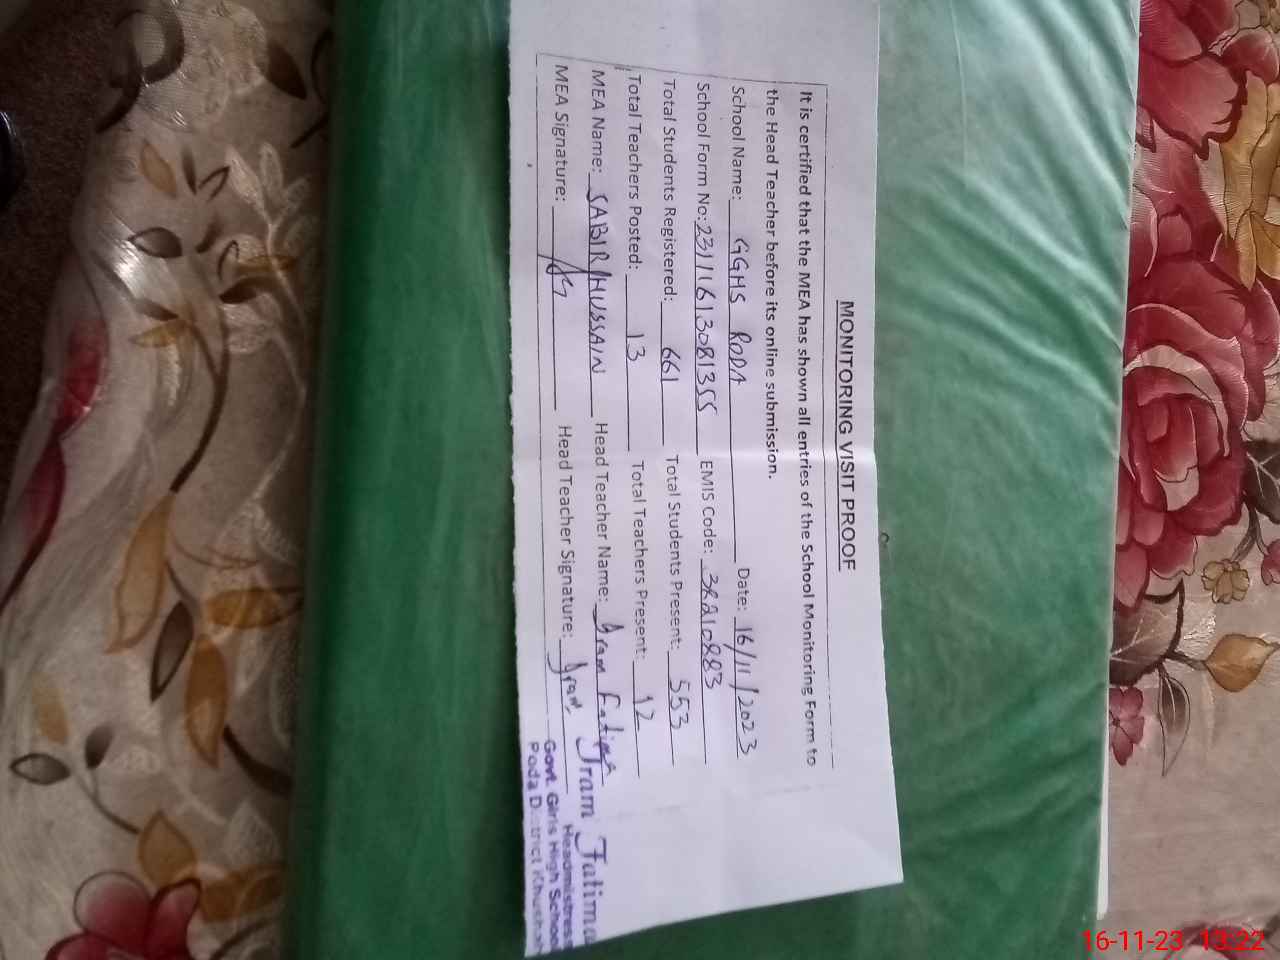 MONITORING VISIT PROOF
It is certified that the MEA has shown all entries of the School Monitoring Form to
the Head Teacher before its online submission.
School Name: GGHS RODA Date: 16/11/2023
School Form No: 23111613081355 EMIS Code: 38210883
Total Students Registered: 661 Total Students Present: 553
Total Teachers Posted: 13 Total Teachers Present: 12
MEA Name: SABIR HUSSAIN Head Teacher Name: Iram Fatima
MEA Signature: Head Teacher Signature: Iram
Iram Fatima
Headmistress
Govt. Girls High School
Roda District Khushab
16-11-23 13:22